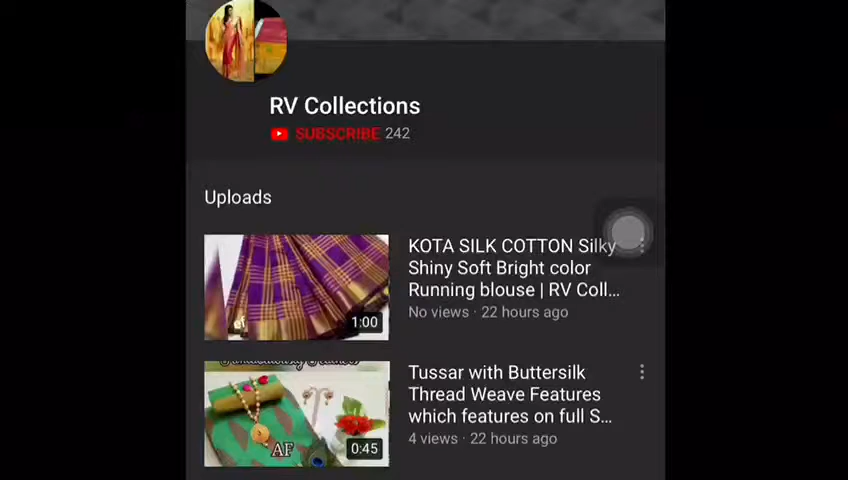 RV Collections
SUBSCRIBE 242
Uploads
KOTA SILK COTTON Silky
Shiny Soft Bright color
Running blouse | RV Coll...
No views · 22 hours ago
1:00
Tussar with Buttersilk
Thread Weave Features
which features on full S...
4 views · 22 hours ago
AF
0:45